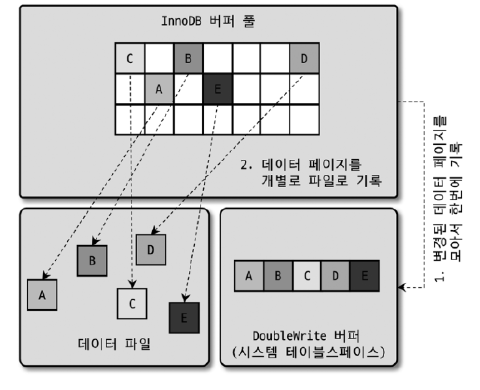 InnoDB 버퍼 풀
C B D
A E
2. 데이터 페이지를
개별로 파일로 기록
1. 변경된 데이터 페이지를
모아서 한번에 기록
D
B
A
C
E
데이터 파일
A B C D E
DoubleWrite 버퍼
(시스템 테이블스페이스)